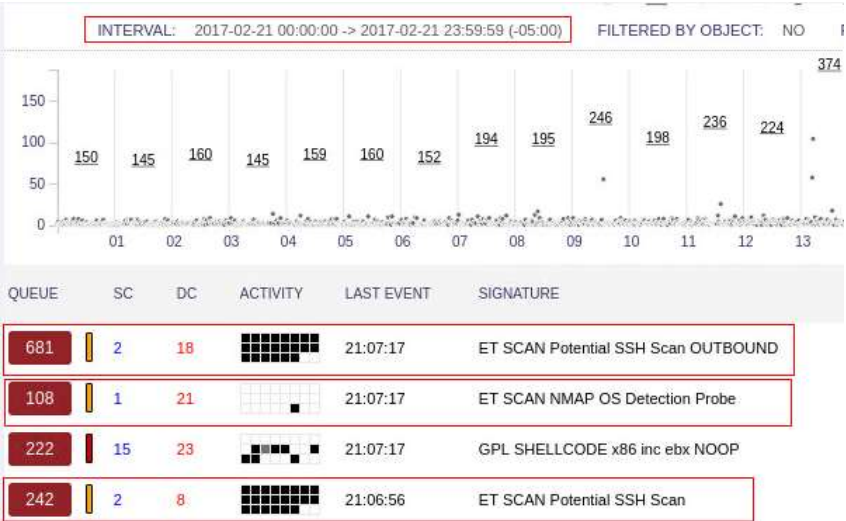 INTERVAL: 2017-02-21 00:00:00 -> 2017-02-21 23:59:59 (-05:00) FILTERED BY OBJECT: NO
374
150
100
50
0
150 145 160 145 159 160 152 194 195 246 198 236 224
01 02 03 04 05 06 07 08 09 10 11 12 13
QUEUE SC DC ACTIVITY LAST EVENT SIGNATURE
681 2 18 21:07:17 ET SCAN Potential SSH Scan OUTBOUND
108 1 21 21:07:17 ET SCAN NMAP OS Detection Probe
222 15 23 21:07:17 GPL SHELLCODE x86 inc ebx NOOP
242 2 8 21:06:56 ET SCAN Potential SSH Scan